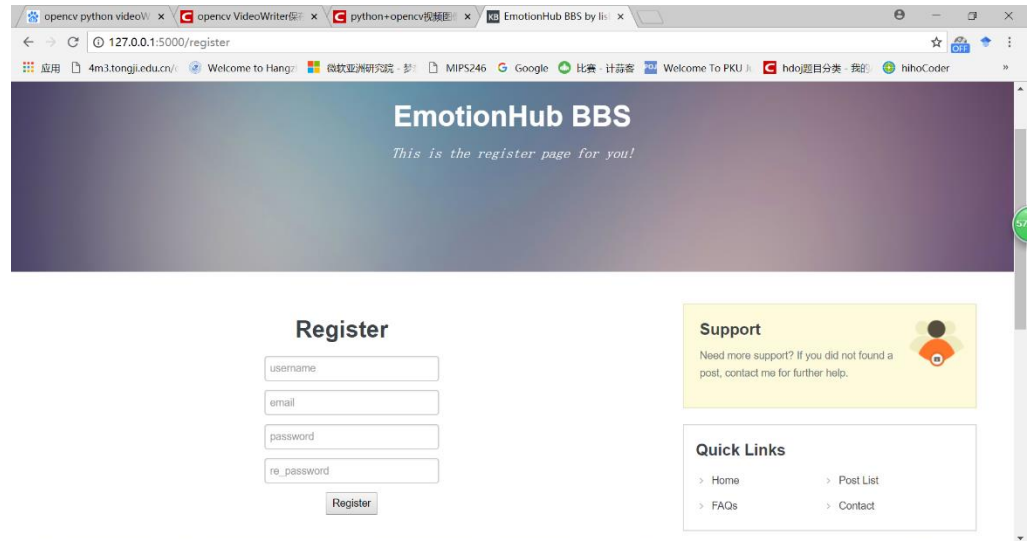 opencv python videoW
opencv VideoWriter保存
python+opencv视频图
EmotionHub BBS by lis
127.0.0.1:5000/register
OFF
应用 4m3.tongji.edu.cn/ Welcome to Hangz 微软亚洲研究院 - 梦 MIPS246 Google 比赛 - 计蒜客 Welcome To PKU J hdoj题目分类 - 我的 hihoCoder »
EmotionHub BBS
This is the register page for you!
57
Register
username
email
password
re_password
Register
Support
Need more support? If you did not found a
post, contact me for further help.
Quick Links
> Home > Post List
> FAQs > Contact